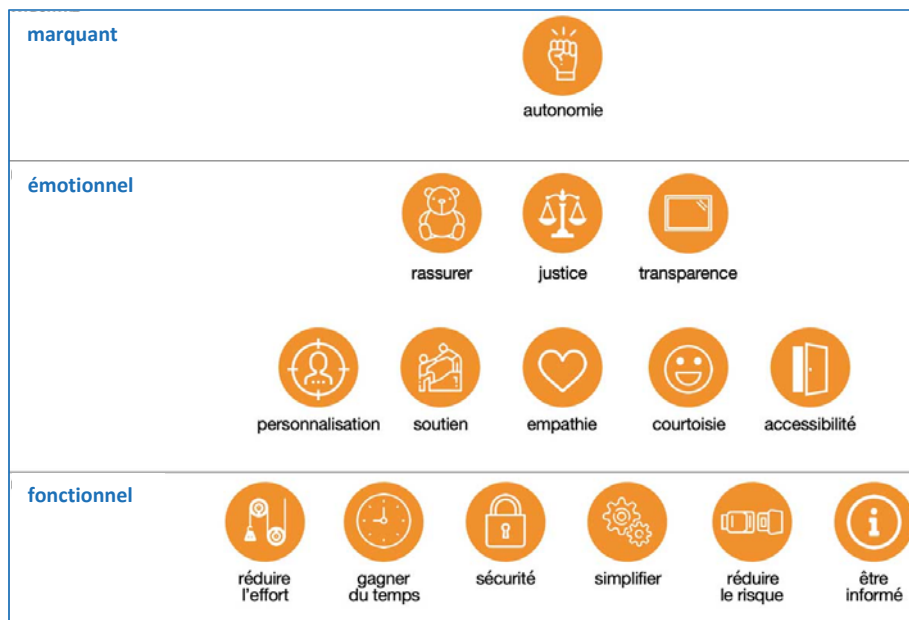 marquant
autonomie
émotionnel
rassurer justice transparence
personnalisation soutien empathie courtoisie accessibilité
fonctionnel
réduire gagner sécurité simplifier réduire être
l'effort du temps le risque informé